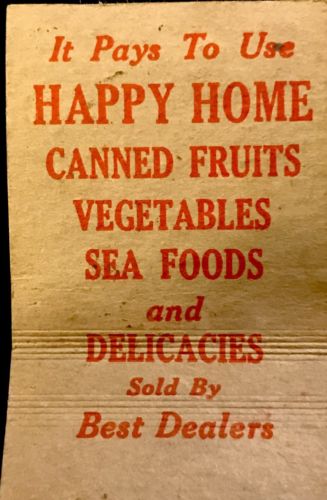 It Pays To Use
HAPPY HOME
CANNED FRUITS
VEGETABLES
SEA FOODS
and
DELICACIES
Sold By
Best Dealers